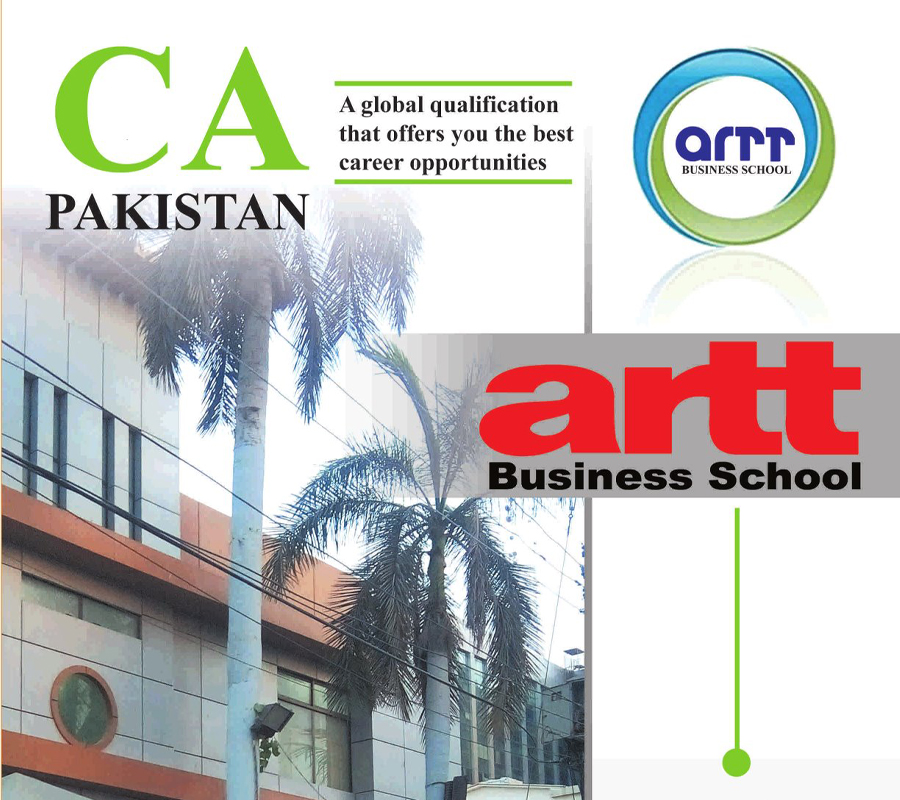 CA
PAKISTAN
A global qualification
that offers you the best
career opportunities
artt
BUSINESS SCHOOL
artt
Business School